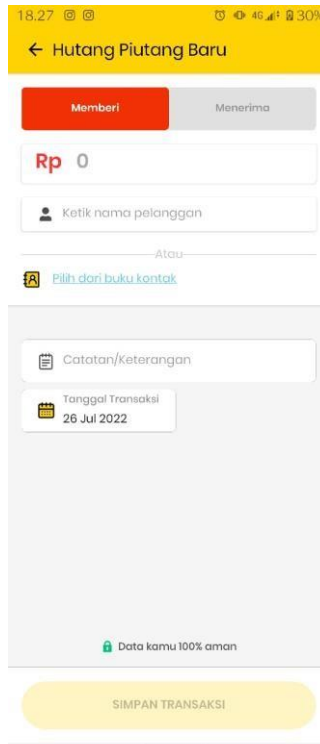 18.27 4G 30%
Hutang Piutang Baru
Memberi Menerima
Rp 0
Ketik nama pelanggan
Atau
Pilih dari buku kontak
Catatan/Keterangan
Tanggal Transaksi
26 Jul 2022
Data kamu 100% aman
SIMPAN TRANSAKSI